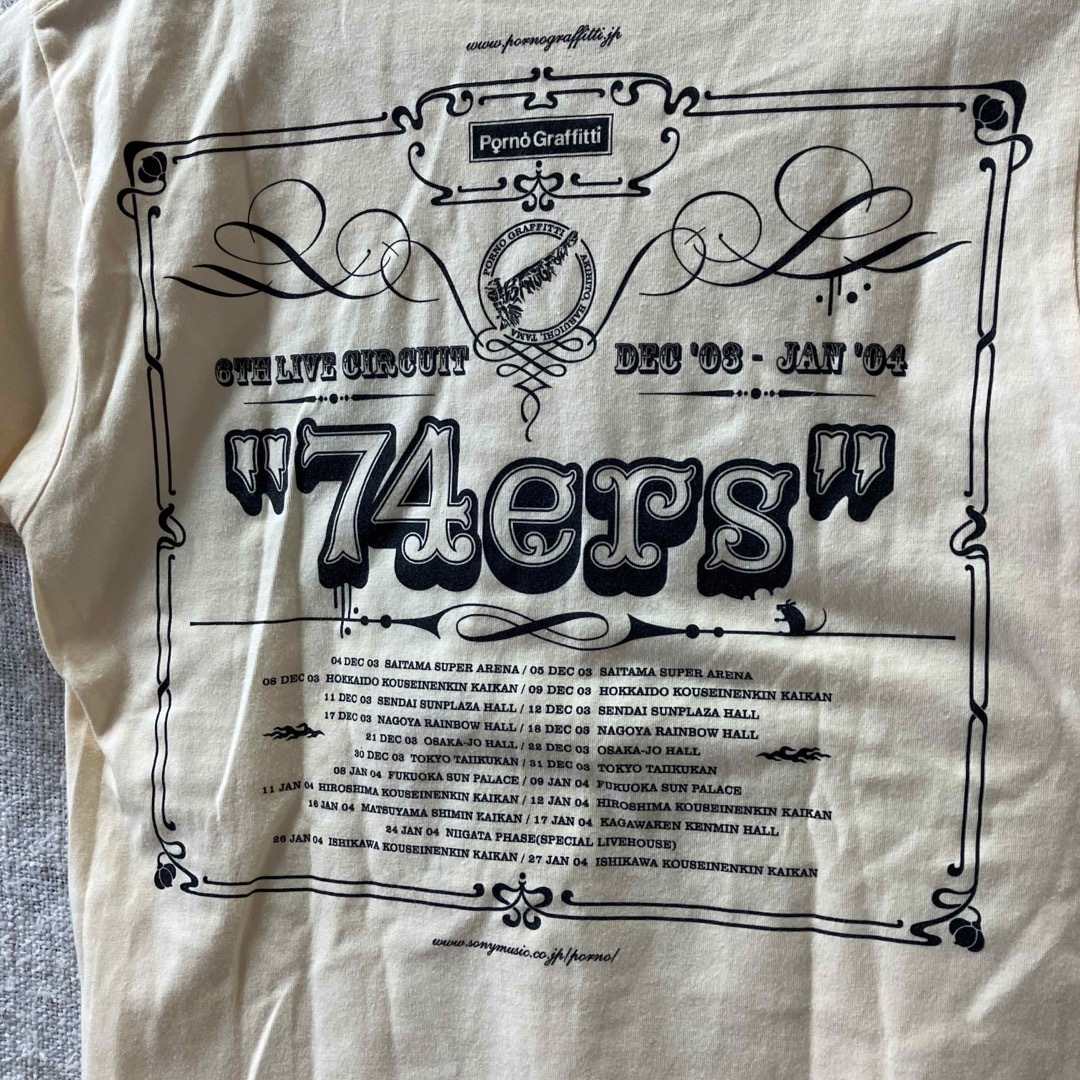 www.pornograffitti.jp
Porno Graffitti
PORNO GRAFFITTI
AKIHITO, HARUICHI, TAMA
6TH LIVE CIRCUIT
DEC '03 - JAN '04
"74ers"
04 DEC 03 SAITAMA SUPER ARENA / 05 DEC 03 SAITAMA SUPER ARENA
08 DEC 03 HOKKAIDO KOUSEINENKIN KAIKAN / 09 DEC 03 HOKKAIDO KOUSEINENKIN KAIKAN
11 DEC 03 SENDAI SUNPLAZA HALL / 12 DEC 03 SENDAI SUNPLAZA HALL
17 DEC 03 NAGOYA RAINBOW HALL / 18 DEC 03 NAGOYA RAINBOW HALL
21 DEC 03 OSAKA-JO HALL / 22 DEC 03 OSAKA-JO HALL
30 DEC 03 TOKYO TAIIKUKAN / 31 DEC 03 TOKYO TAIIKUKAN
08 JAN 04 FUKUOKA SUN PALACE / 09 JAN 04 FUKUOKA SUN PALACE
11 JAN 04 HIROSHIMA KOUSEINENKIN KAIKAN / 12 JAN 04 HIROSHIMA KOUSEINENKIN KAIKAN
16 JAN 04 MATSUYAMA SHIMIN KAIKAN / 17 JAN 04 KAGAWAKEN KENMIN HALL
24 JAN 04 NIIGATA PHASE(SPECIAL LIVEHOUSE)
26 JAN 04 ISHIKAWA KOUSEINENKIN KAIKAN / 27 JAN 04 ISHIKAWA KOUSEINENKIN KAIKAN
www.sonymusic.co.jp/porno/